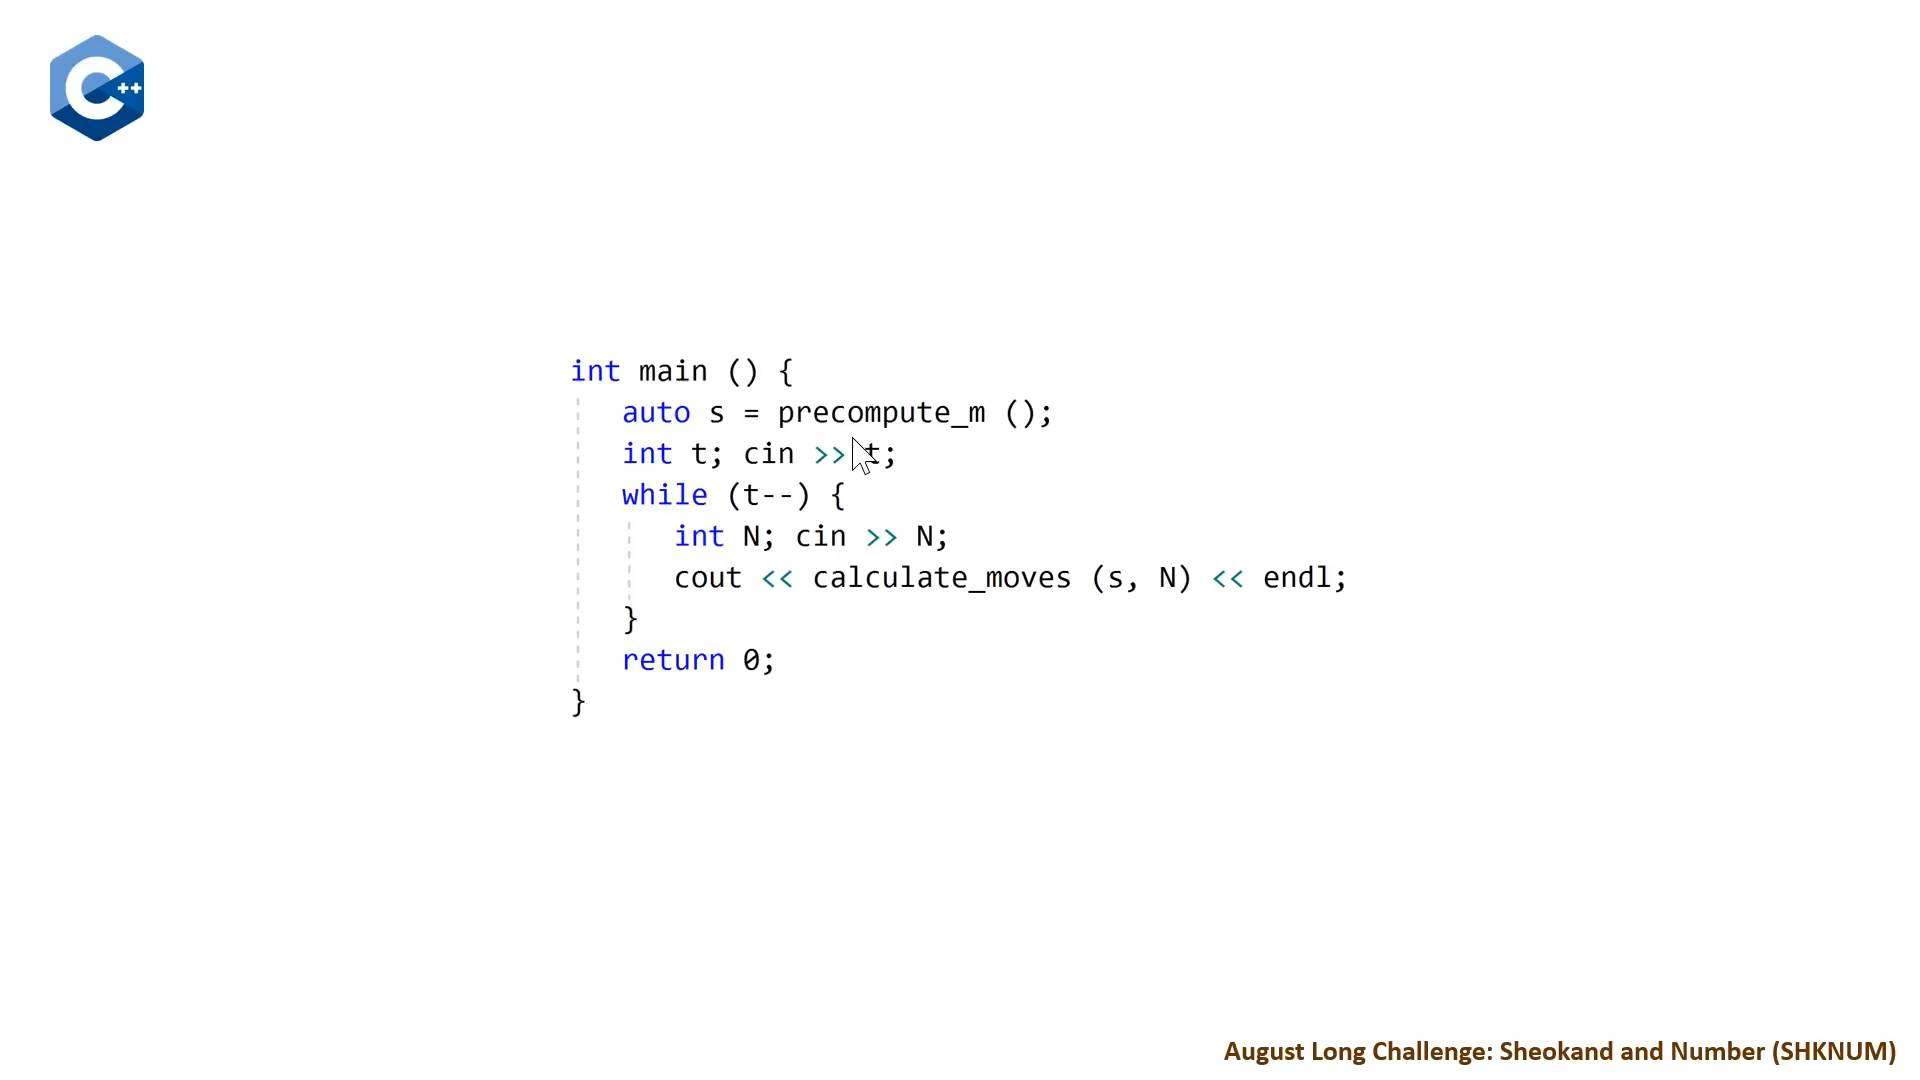 C++
int main () {
auto s = precompute_m ();
int t; cin >> t;
while (t--) {
int N; cin >> N;
cout << calculate_moves (s, N) << endl;
}
return 0;
}
August Long Challenge: Sheokand and Number (SHKNUM)